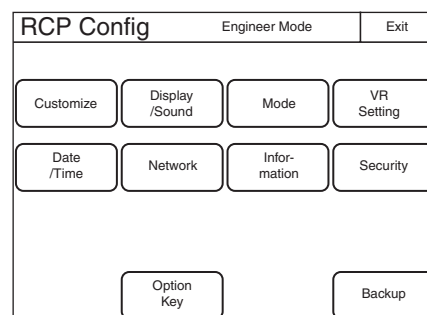 RCP Config Engineer Mode Exit
Customize
Display
/Sound
Mode
VR
Setting
Date
/Time
Network
Infor-
mation
Security
Option
Key
Backup